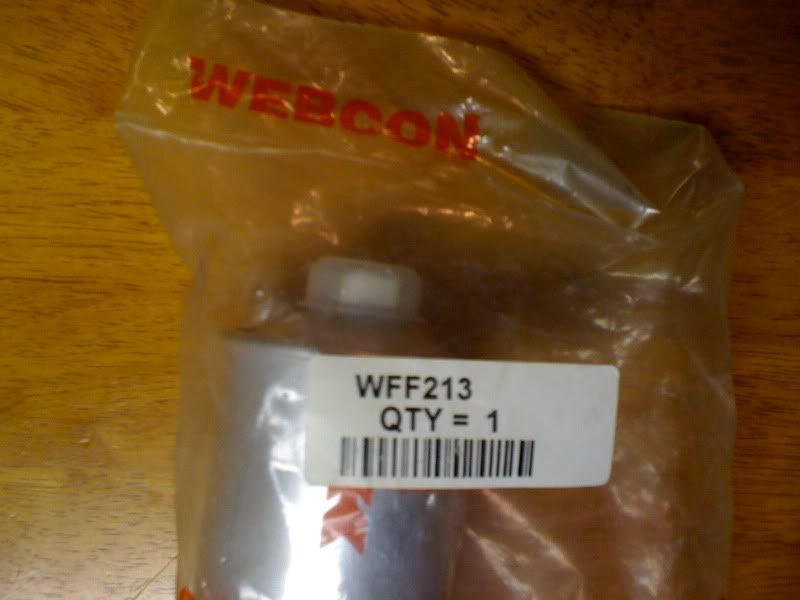 WEBCON
WFF213
QTY = 1